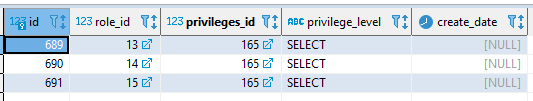 123 id 123 role_id 123 privileges_id ABC privilege_level create_date
689 13 165 SELECT [NULL]
690 14 165 SELECT [NULL]
691 15 165 SELECT [NULL]